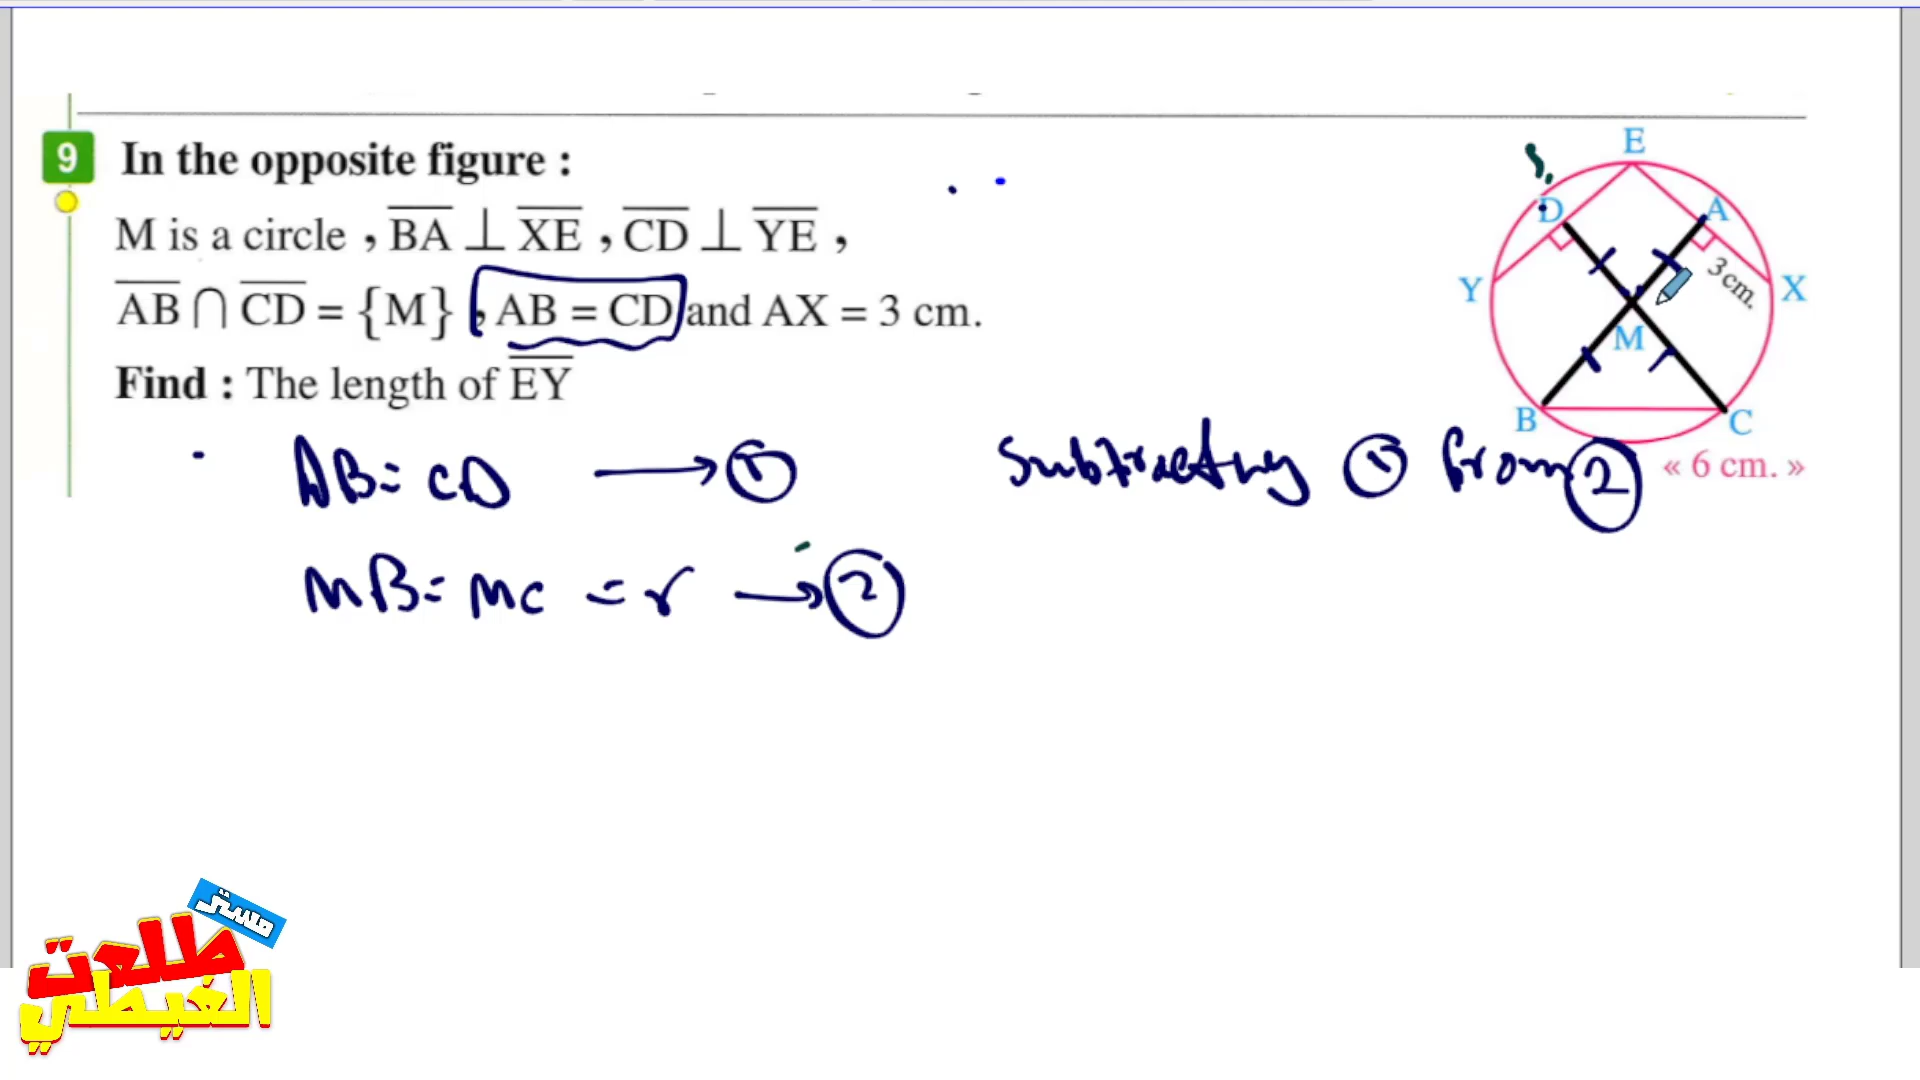 9 In the opposite figure :
M is a circle , BA ⊥ XE , CD ⊥ YE ,
AB ∩ CD = {M} , AB = CD and AX = 3 cm.
Find : The length of EY
E
D
A
Y
X
3 cm.
M
B
C
« 6 cm. »
AB = CD → ①
Subtracting ① from ②
MB = MC = r → ②
مستر
طلعت
الغيطي